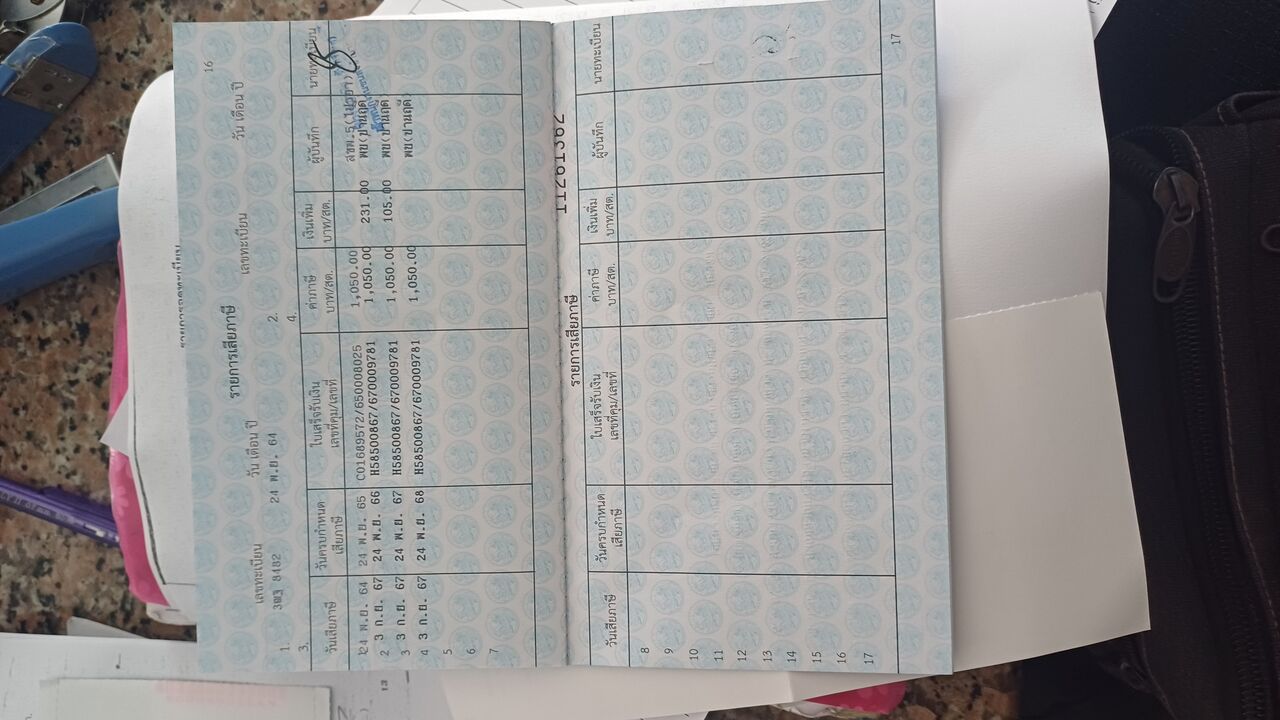 16
รายการเสียภาษี
เลขทะเบียน วัน เดือน ปี เลขทะเบียน วัน เดือน ปี
1. 8482 24 พ.ย. 64 2.
3. 4.
วันเสียภาษี วันครบกำหนดเสียภาษี ใบเสร็จรับเงิน เลขที่คุม/เลขที่ ค่าภาษี บาท/สต. เงินเพิ่ม บาท/สต. ผู้บันทึก นายทะเบียน
24 พ.ย. 64 24 พ.ย. 65 C01689572/650008025 1,050.00
2 3 ก.ย. 67 24 พ.ย. 66 H58500867/670009781 1,050.00 231.00
3 3 ก.ย. 67 24 พ.ย. 67 H58500867/670009781 1,050.00 105.00
4 3 ก.ย. 67 24 พ.ย. 68 H58500867/670009781 1,050.00
5
6
7
11261362
รายการเสียภาษี
วันเสียภาษี วันครบกำหนดเสียภาษี ใบเสร็จรับเงิน เลขที่คุม/เลขที่ ค่าภาษี บาท/สต. เงินเพิ่ม บาท/สต. ผู้บันทึก นายทะเบียน
8
9
10
11
12
13
14
15
16
17
17
13